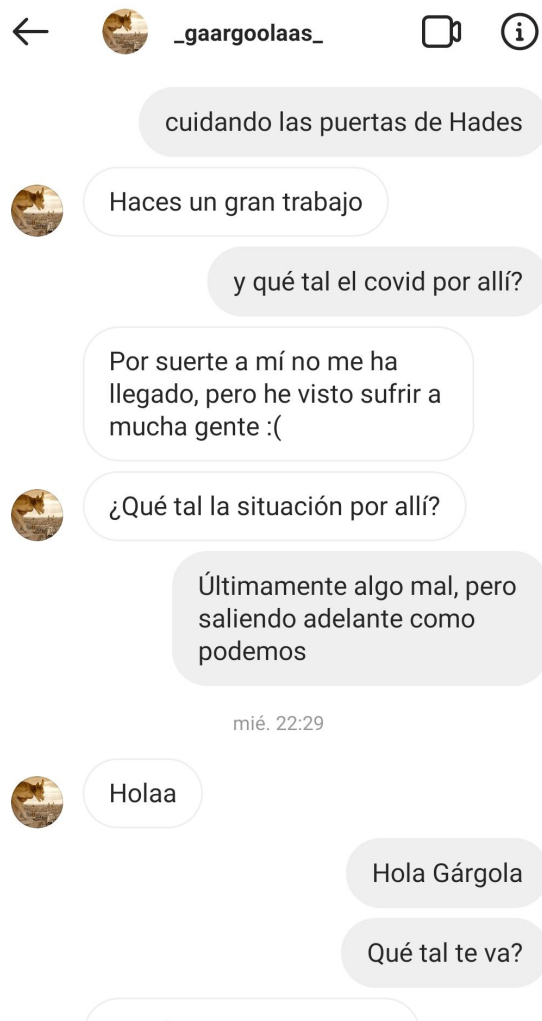 _gaargoolaas_
cuidando las puertas de Hades
Haces un gran trabajo
y qué tal el covid por allí?
Por suerte a mí no me ha
llegado, pero he visto sufrir a
mucha gente :(
¿Qué tal la situación por allí?
Últimamente algo mal, pero
saliendo adelante como
podemos
mié. 22:29
Holaa
Hola Gárgola
Qué tal te va?